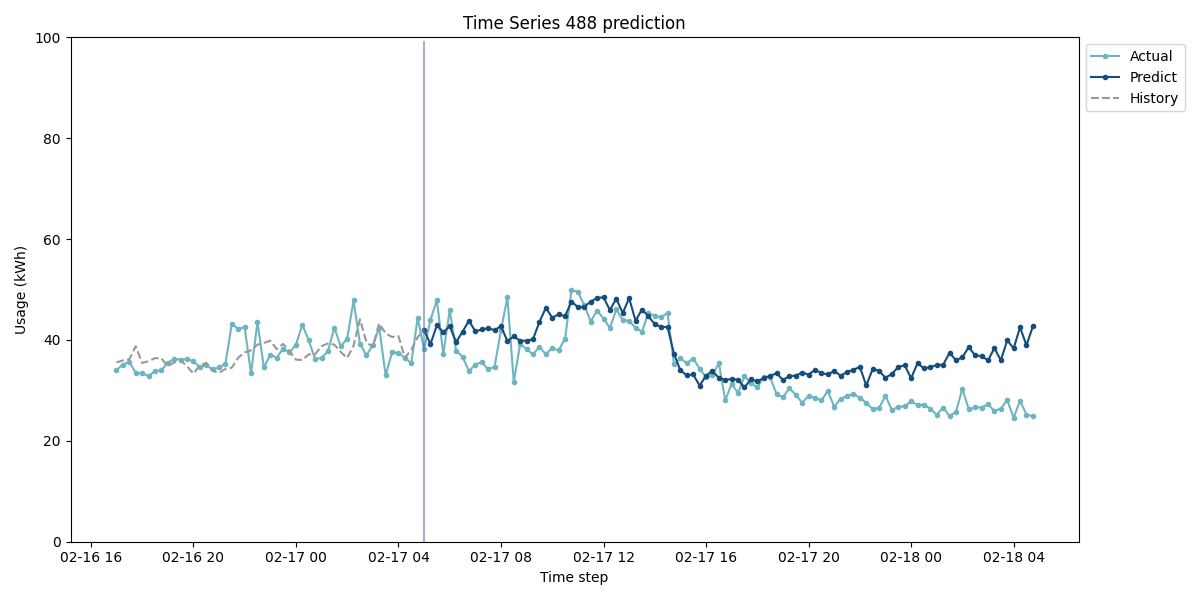 Time Series 488 prediction
Actual
Predict
History
100
80
60
40
20
0
Usage (kWh)
02-16 16 02-16 20 02-17 00 02-17 04 02-17 08 02-17 12 02-17 16 02-17 20 02-18 00 02-18 04
Time step